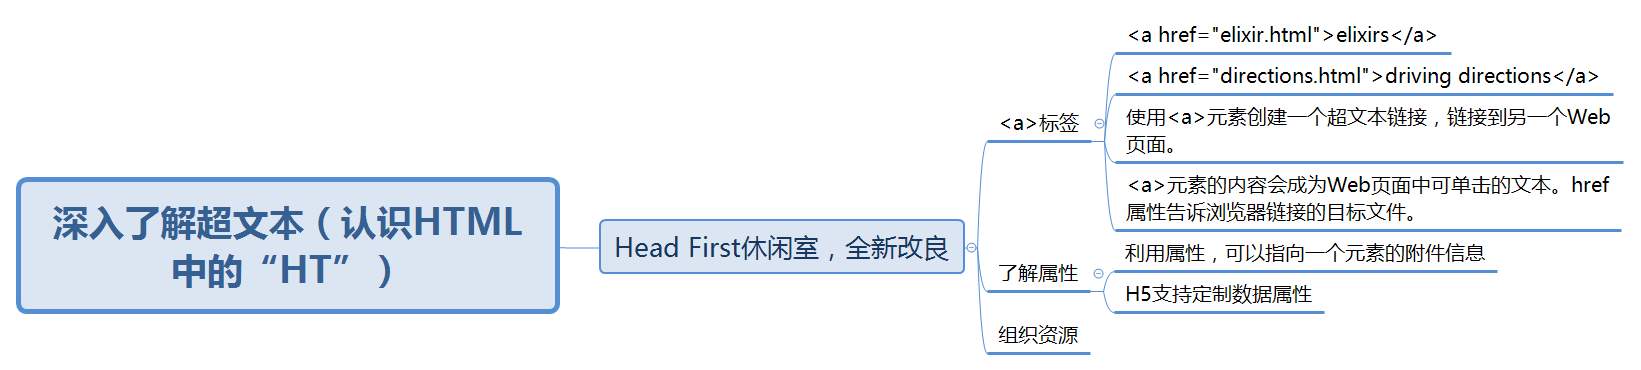 深入了解超文本（认识HTML
中的“HT”）
Head First休闲室，全新改良
<a>标签
<a href="elixir.html">elixirs</a>
<a href="directions.html">driving directions</a>
使用<a>元素创建一个超文本链接，链接到另一个Web
页面。
<a>元素的内容会成为Web页面中可单击的文本。href
属性告诉浏览器链接的目标文件。
了解属性
利用属性，可以指向一个元素的附件信息
H5支持定制数据属性
组织资源